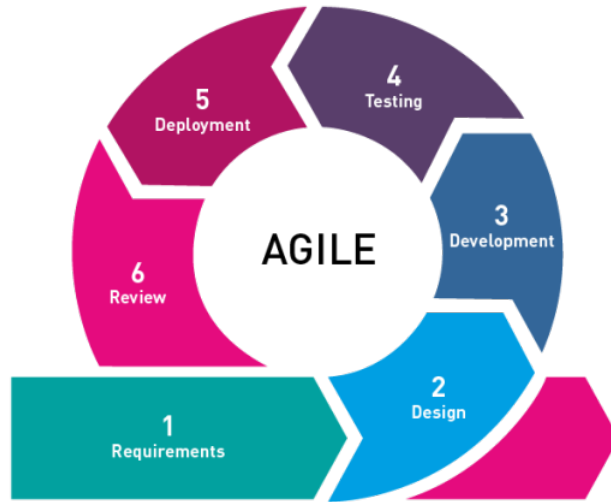 AGILE
1
Requirements
2
Design
3
Development
4
Testing
5
Deployment
6
Review